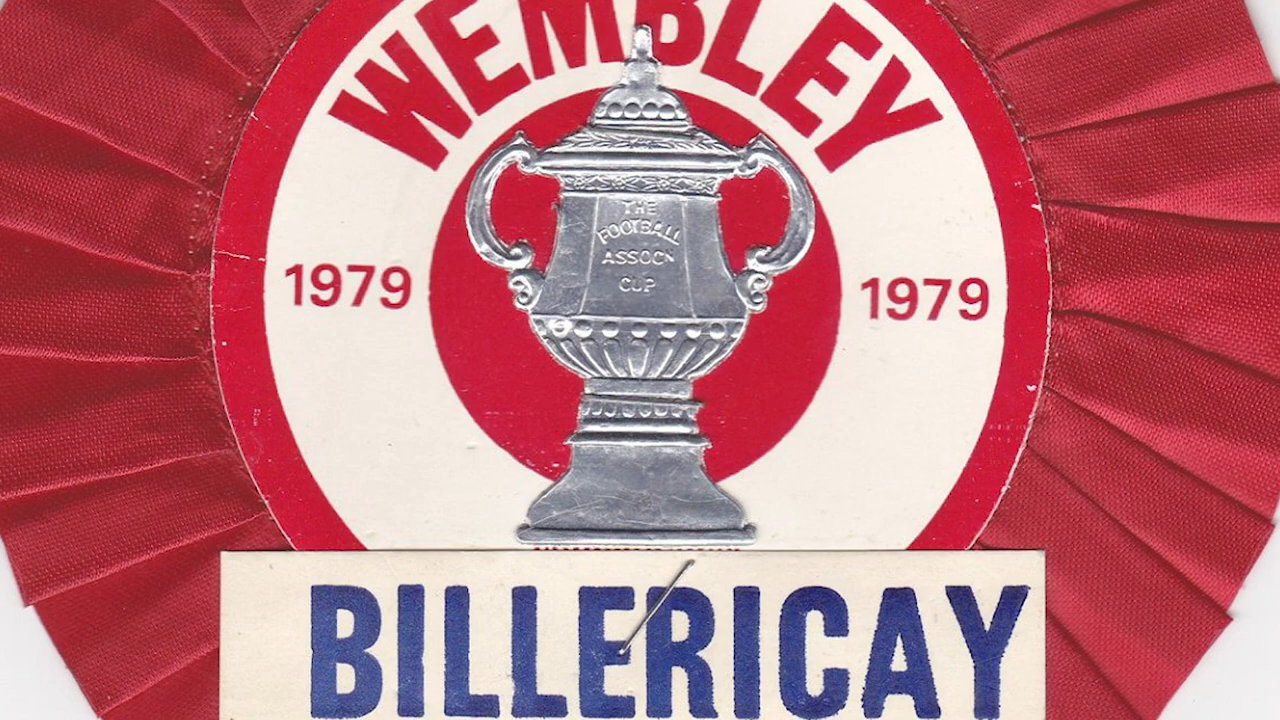 WEMBLEY
THE
FOOTBALL
ASSOCN
CUP
1979
1979
BILLERICAY